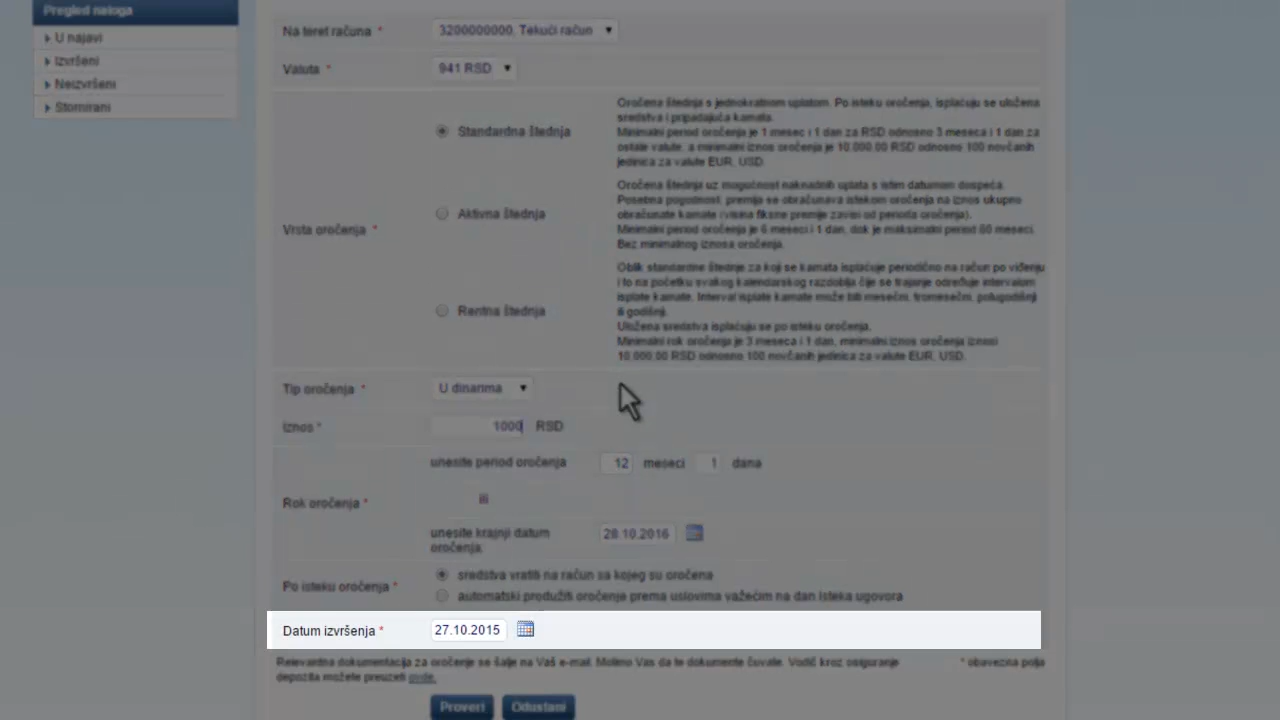 Pregled naloga
U najavi
Izvršeni
Neizvršeni
Stornirani
Na teret računa * 3200000000, Tekući račun
Valuta * 941 RSD
Vrsta oročenja *
Standardna štednja
Oročena štednja s jednokratnom uplatom. Po isteku oročenja, isplaćuju se uložena
sredstva i pripadajuća kamata.
Minimalni period oročenja je 1 mesec i 1 dan za RSD odnosno 3 meseca i 1 dan za
ostale valute, a minimalni iznos oročenja je 10.000,00 RSD odnosno 100 novčanih
jedinica za valute EUR, USD.
Aktivna štednja
Oročena štednja uz mogućnost naknadnih uplata s istim datumom dospeća.
Posebna pogodnost, premija se obračunava istekom oročenja na iznos ukupno
obračunate kamate (visina fiksne premije zavisi od perioda oročenja).
Minimalni period oročenja je 6 meseci i 1 dan, dok je maksimalni period 60 meseci.
Bez minimalnog iznosa oročenja.
Rentna štednja
Oblik standardne štednje za koji se kamata isplaćuje periodično na račun po viđenju
i to na početku svakog kalendarskog razdoblja čije se trajanje određuje intervalom
isplate kamate. Interval isplate kamate može biti mesečni, tromesečni, polugodišnji
ili godišnji.
Uložena sredstva isplaćuju se po isteku oročenja.
Minimalni rok oročenja je 3 meseca i 1 dan, minimalni iznos oročenja iznosi
10.000,00 RSD odnosno 100 novčanih jedinica za valute EUR, USD.
Tip oročenja * U dinarima
Iznos * 1000 RSD
Rok oročenja *
unesite period oročenja 12 meseci 1 dana
ili
unesite krajnji datum
oročenja: 28.10.2016
Po isteku oročenja *
sredstva vratiti na račun sa kojeg su oročena
automatski produžiti oročenje prema uslovima važećim na dan isteka ugovora
Datum izvršenja * 27.10.2015
Relevantna dokumentacija za oročenje se šalje na Vaš e-mail. Molimo Vas da te dokumente čuvate. Vodič kroz osiguranje
depozita možete preuzeti ovde.
* obavezna polja
Proveri Odustani